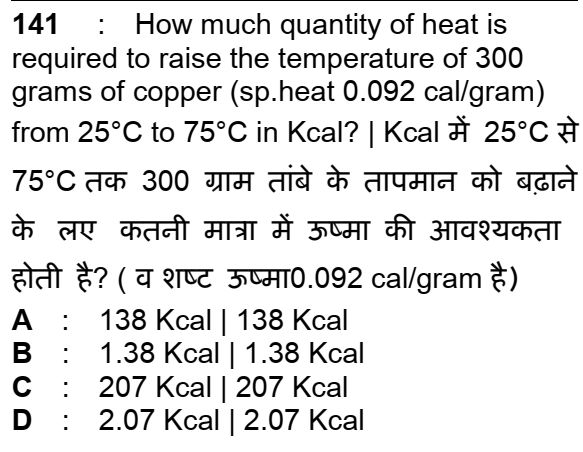 141 : How much quantity of heat is
required to raise the temperature of 300
grams of copper (sp.heat 0.092 cal/gram)
from 25°C to 75°C in Kcal? | Kcal में 25°C से
75°C तक 300 ग्राम तांबे के तापमान को बढ़ाने
के लए कतनी मात्रा में ऊष्मा की आवश्यकता
होती है? ( व शष्ट ऊष्मा0.092 cal/gram है)
A : 138 Kcal | 138 Kcal
B : 1.38 Kcal | 1.38 Kcal
C : 207 Kcal | 207 Kcal
D : 2.07 Kcal | 2.07 Kcal